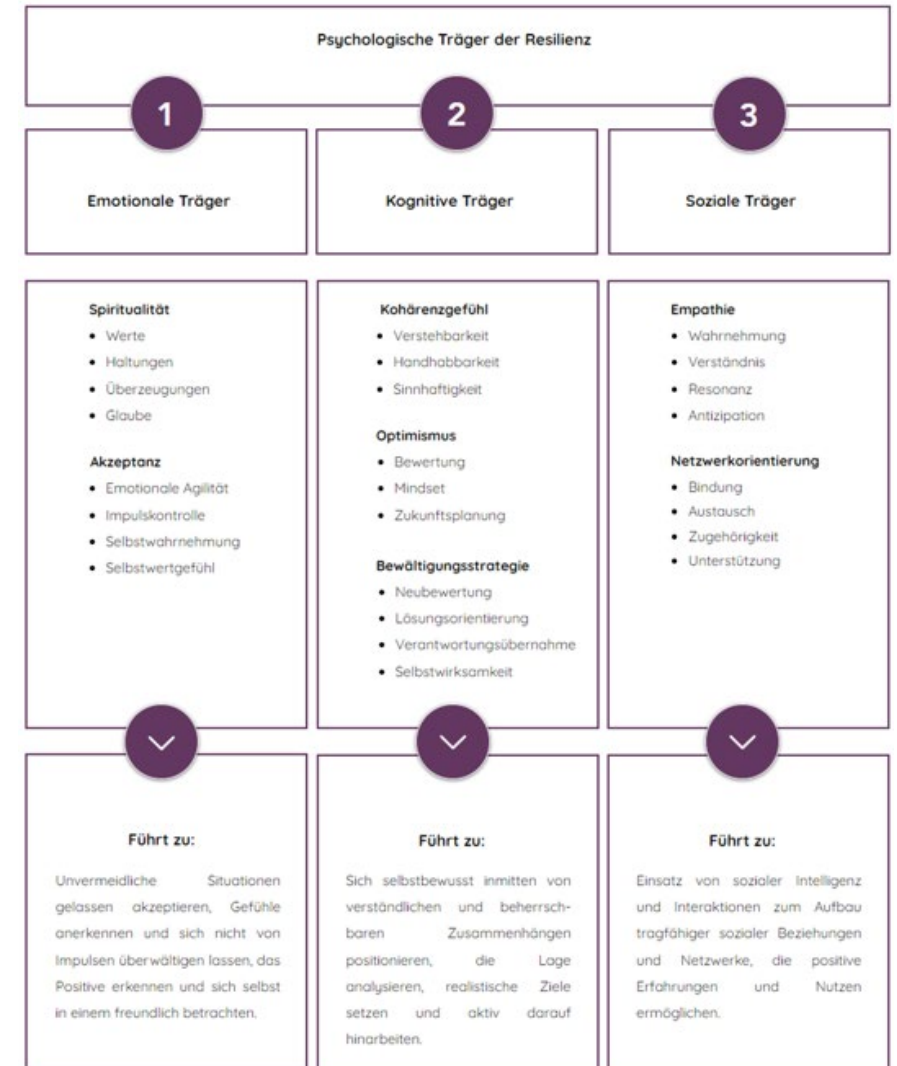 Psychologische Träger der Resilienz
1
2
3
Emotionale Träger
Kognitive Träger
Soziale Träger
Spiritualität
• Werte
• Haltungen
• Überzeugungen
• Glaube
Akzeptanz
• Emotionale Agilität
• Impulskontrolle
• Selbstwahrnehmung
• Selbstwertgefühl
Kohärenzgefühl
• Verstehbarkeit
• Handhabbarkeit
• Sinnhaftigkeit
Optimismus
• Bewertung
• Mindset
• Zukunftsplanung
Bewältigungsstrategie
• Neubewertung
• Lösungsorientierung
• Verantwortungsübernahme
• Selbstwirksamkeit
Empathie
• Wahrnehmung
• Verständnis
• Resonanz
• Antizipation
Netzwerkorientierung
• Bindung
• Austausch
• Zugehörigkeit
• Unterstützung
Führt zu:
Unvermeidliche Situationen
gelassen akzeptieren, Gefühle
anerkennen und sich nicht von
Impulsen überwältigen lassen, das
Positive erkennen und sich selbst
in einem freundlich betrachten.
Führt zu:
Sich selbstbewusst inmitten von
verständlichen und beherrsch-
baren Zusammenhängen
positionieren, die Lage
analysieren, realistische Ziele
setzen und aktiv darauf
hinarbeiten.
Führt zu:
Einsatz von sozialer Intelligenz
und Interaktionen zum Aufbau
tragfähiger sozialer Beziehungen
und Netzwerke, die positive
Erfahrungen und Nutzen
ermöglichen.